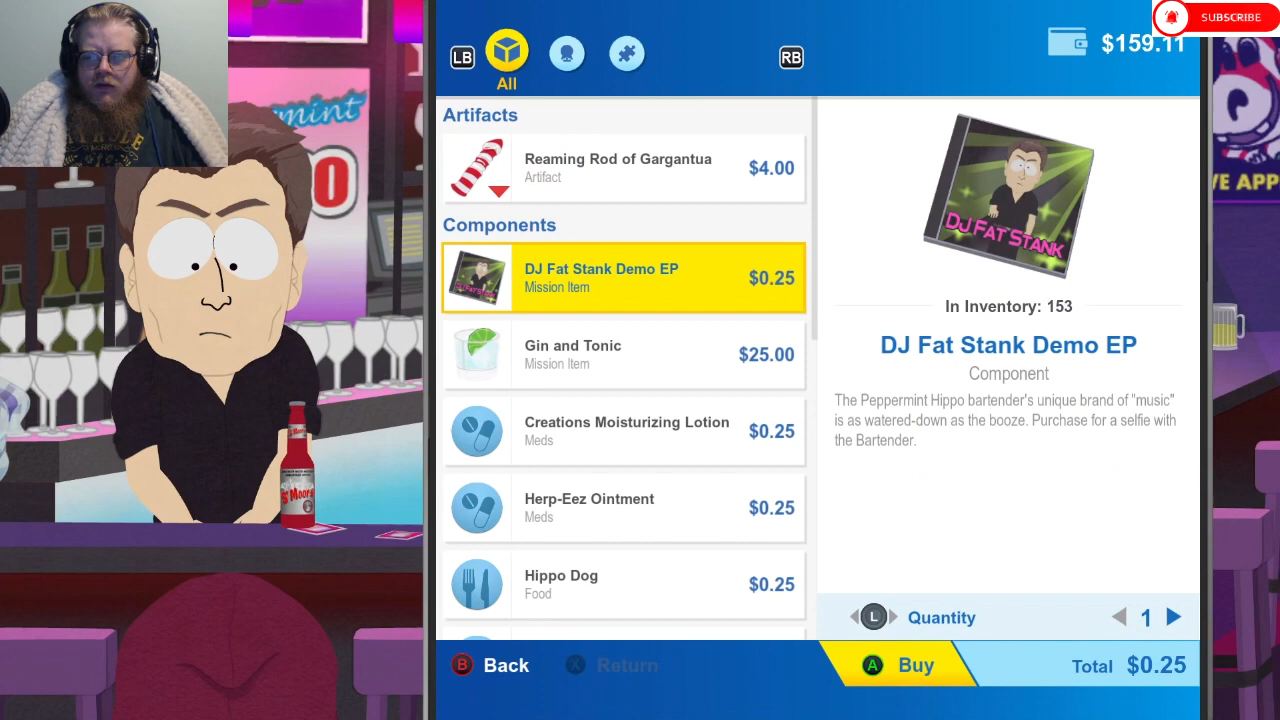 SUBSCRIBE
LB
RB
All
$159.11
mint
O
VE APP
Artifacts
Reaming Rod of Gargantua
Artifact
$4.00
Components
DJ Fat Stank Demo EP
Mission Item
$0.25
Gin and Tonic
Mission Item
$25.00
Creations Moisturizing Lotion
Meds
$0.25
Herp-Eez Ointment
Meds
$0.25
Hippo Dog
Food
$0.25
DJ FAT STANK
In Inventory: 153
DJ Fat Stank Demo EP
Component
The Peppermint Hippo bartender's unique brand of "music"
is as watered-down as the booze. Purchase for a selfie with
the Bartender.
L Quantity 1
B Back
X Return
A Buy
Total $0.25